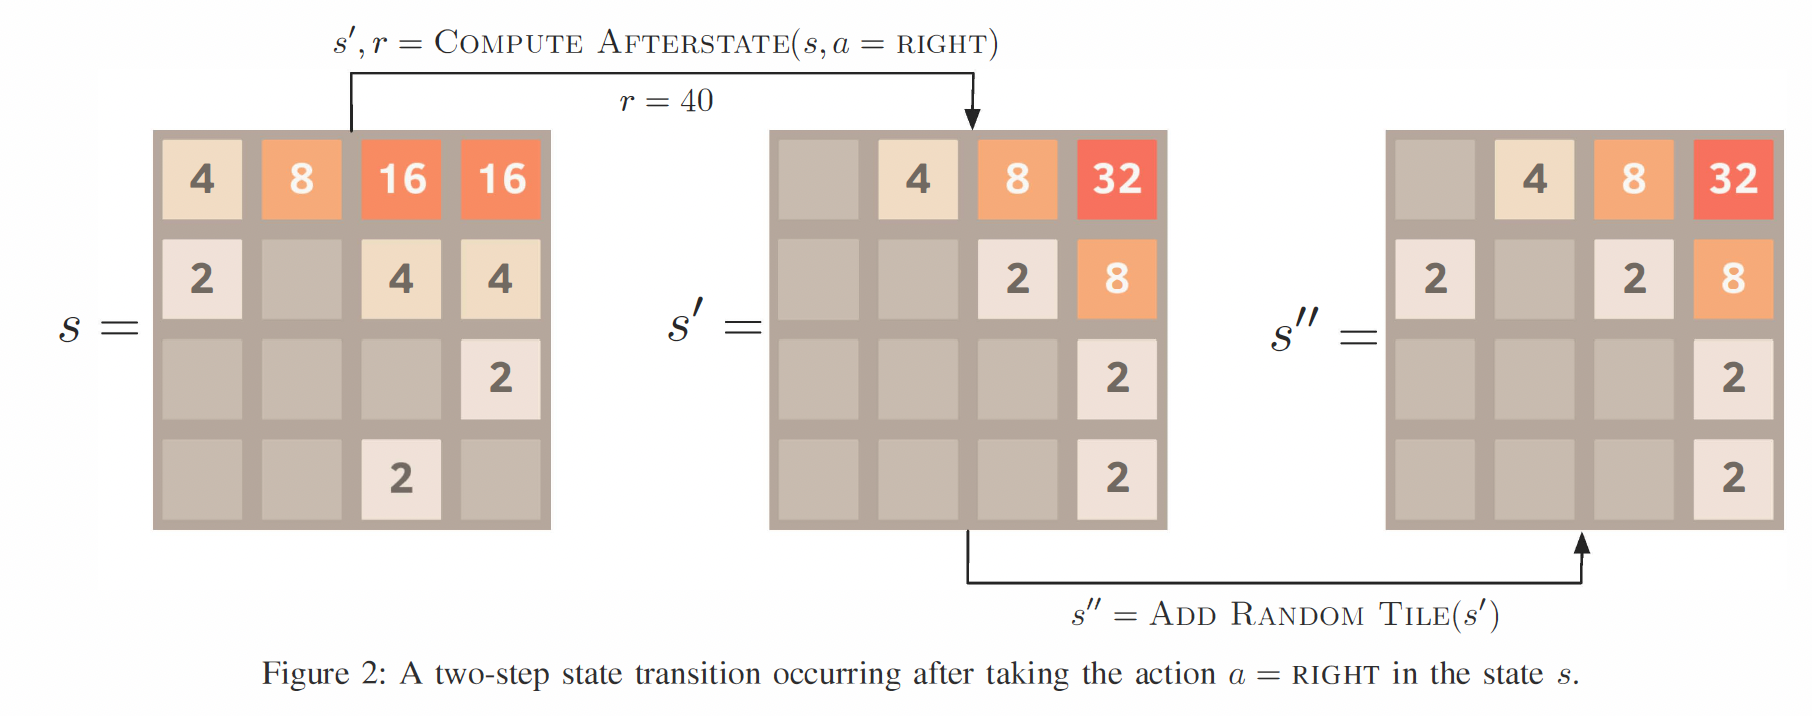 s′, r = COMPUTE AFTERSTATE(s, a = RIGHT)
r = 40
s =
4 8 16 16
2 4 4
2
2
s′ =
4 8 32
2 8
2
2
s″ =
4 8 32
2 2 8
2
2
s″ = ADD RANDOM TILE(s′)
Figure 2: A two-step state transition occurring after taking the action a = RIGHT in the state s.